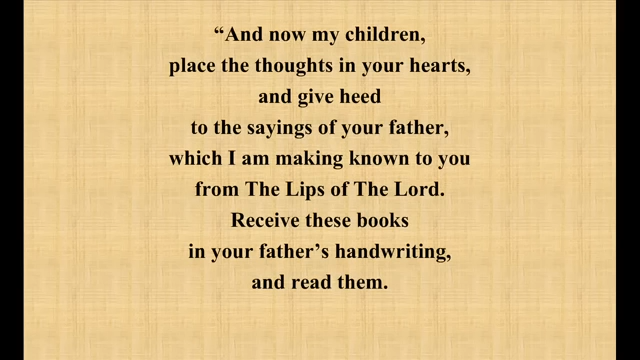 “And now my children,
place the thoughts in your hearts,
and give heed
to the sayings of your father,
which I am making known to you
from The Lips of The Lord.
Receive these books
in your father’s handwriting,
and read them.